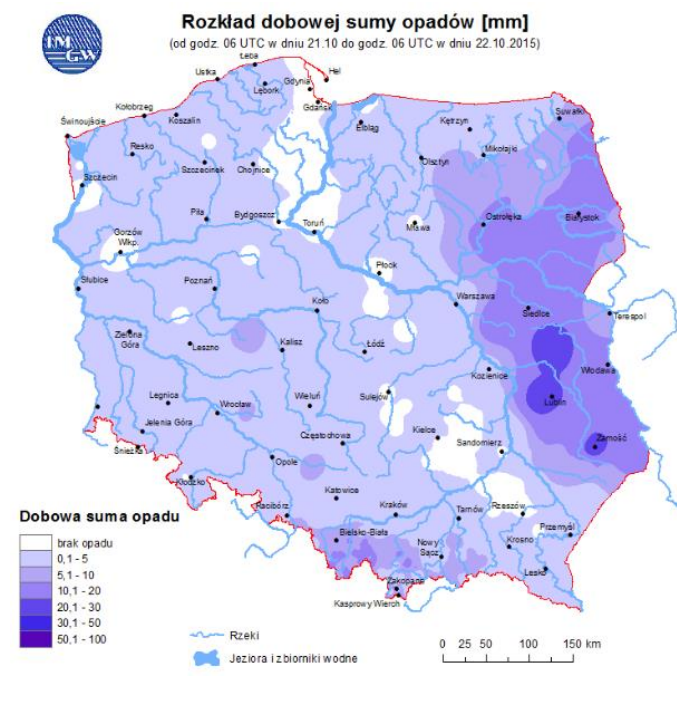 Rozkład dobowej sumy opadów [mm]
(od godz. 06 UTC w dniu 21.10 do godz. 06 UTC w dniu 22.10.2015)
IM
GW
Łeba
Hel
Ustka
Gdynia
Lębork
Gdańsk
Kołobrzeg
Koszalin
Świnoujście
Elbląg
Kętrzyn
Suwałki
Resko
Mikołajki
Szczecinek
Chojnice
Olsztyn
Szczecin
Piła
Bydgoszcz
Toruń
Mława
Ostrołęka
Białystok
Gorzów
Wlkp.
Płock
Słubice
Poznań
Koło
Warszawa
Siedlce
Terespol
Zielona
Góra
Leszno
Kalisz
Łódź
Kozienice
Włodawa
Legnica
Wrocław
Wieluń
Sulejów
Lublin
Jelenia Góra
Częstochowa
Kielce
Sandomierz
Zamość
Śnieżka
Opole
Kłodzko
Katowice
Racibórz
Kraków
Tarnów
Rzeszów
Przemyśl
Bielsko-Biała
Nowy
Sącz
Krosno
Lesko
Zakopane
Kasprowy Wierch
Dobowa suma opadu
brak opadu
0,1 - 5
5,1 - 10
10,1 - 20
20,1 - 30
30,1 - 50
50,1 - 100
Rzeki
Jeziora i zbiorniki wodne
0 25 50 100 150 km